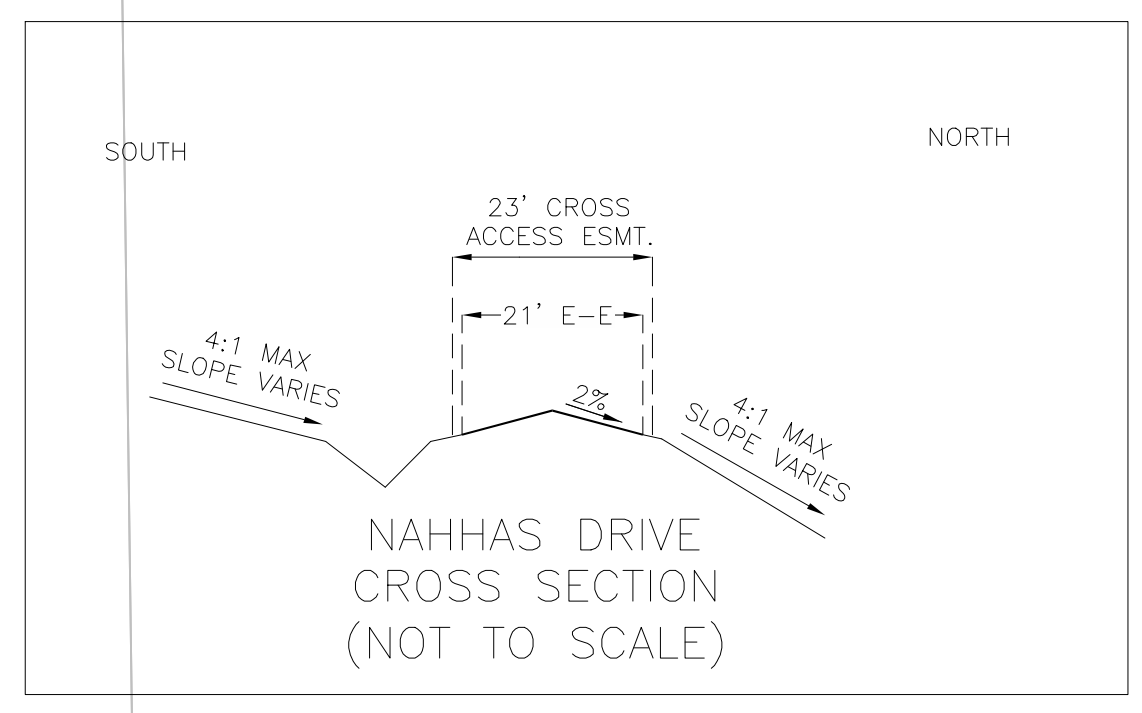 SOUTH
NORTH
23' CROSS
ACCESS ESMT.
21' E-E
4:1 MAX
SLOPE VARIES
2%
4:1 MAX
SLOPE VARIES
NAHHAS DRIVE
CROSS SECTION
(NOT TO SCALE)